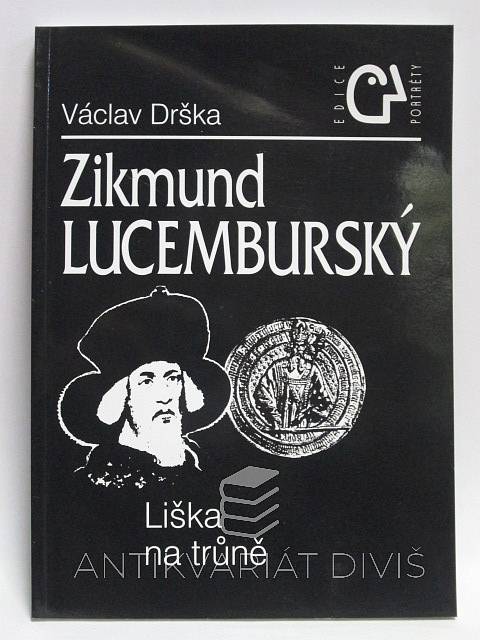 EDICE
PORTRÉTY
Václav Drška
Zikmund
LUCEMBURSKÝ
Liška
na trůně
ANTIKVARIÁT DIVIŠ